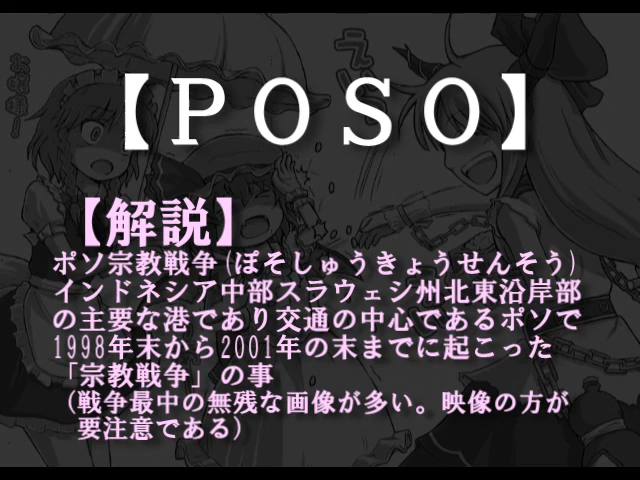 【ＰＯＳＯ】
【解説】
ポソ宗教戦争(ぽそしゅうきょうせんそう)
インドネシア中部スラウェシ州北東沿岸部
の主要な港であり交通の中心であるポソで
1998年末から2001年の末までに起こった
「宗教戦争」の事
(戦争最中の無残な画像が多い。映像の方が
要注意である)